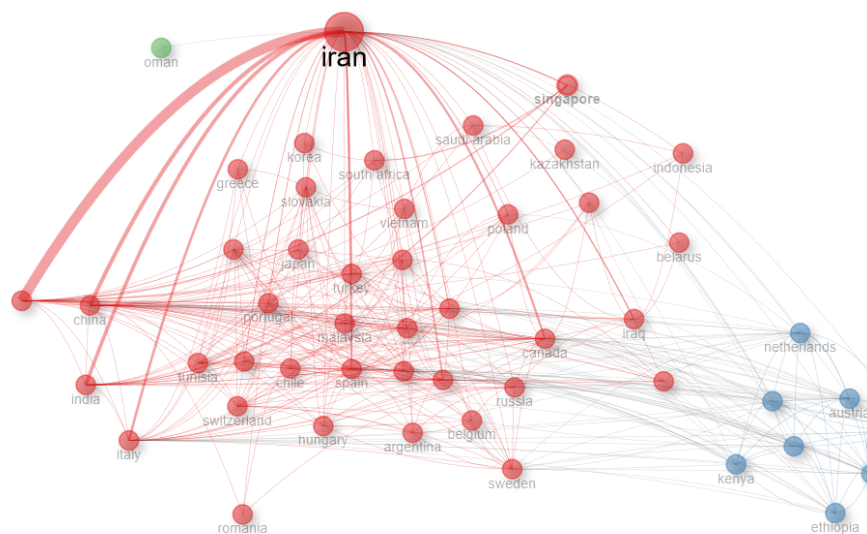 iran
oman
singapore
saudi arabia
korea
kazakhstan
indonesia
south africa
greece
slovakia
vietnam
poland
belarus
japan
turkey
china
portugal
iraq
malaysia
canada
netherlands
tunisia
chile
spain
india
russia
austria
switzerland
hungary
argentina
belgium
italy
sweden
kenya
romania
ethiopia